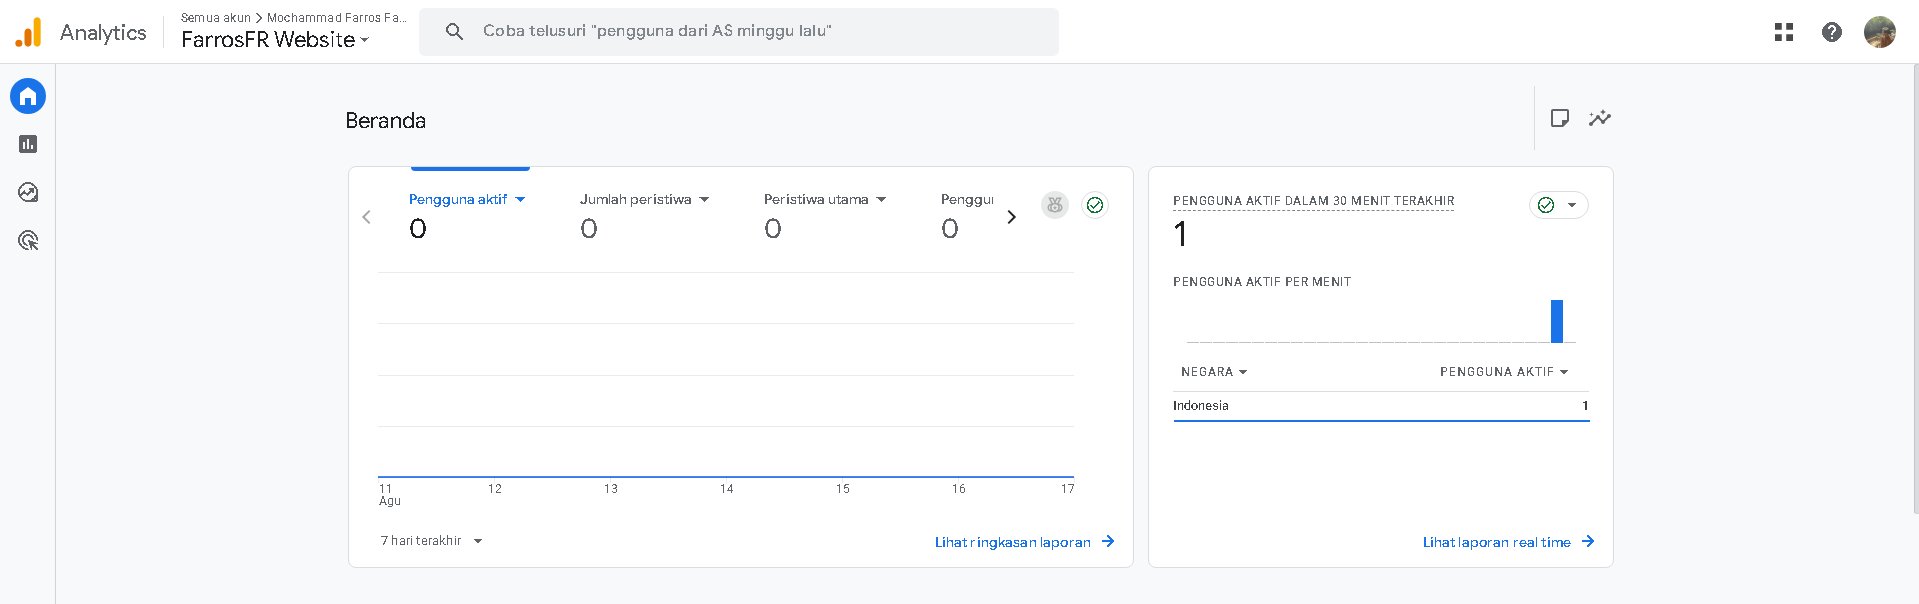 Analytics
Semua akun > Mochammad Farros Fa...
FarrosFR Website
Coba telusuri "pengguna dari AS minggu lalu"
Beranda
Pengguna aktif
0
Jumlah peristiwa
0
Peristiwa utama
0
Penggu
0
11
Agu
12
13
14
15
16
17
7 hari terakhir
Lihat ringkasan laporan
PENGGUNA AKTIF DALAM 30 MENIT TERAKHIR
1
PENGGUNA AKTIF PER MENIT
NEGARA PENGGUNA AKTIF
Indonesia 1
Lihat laporan real time